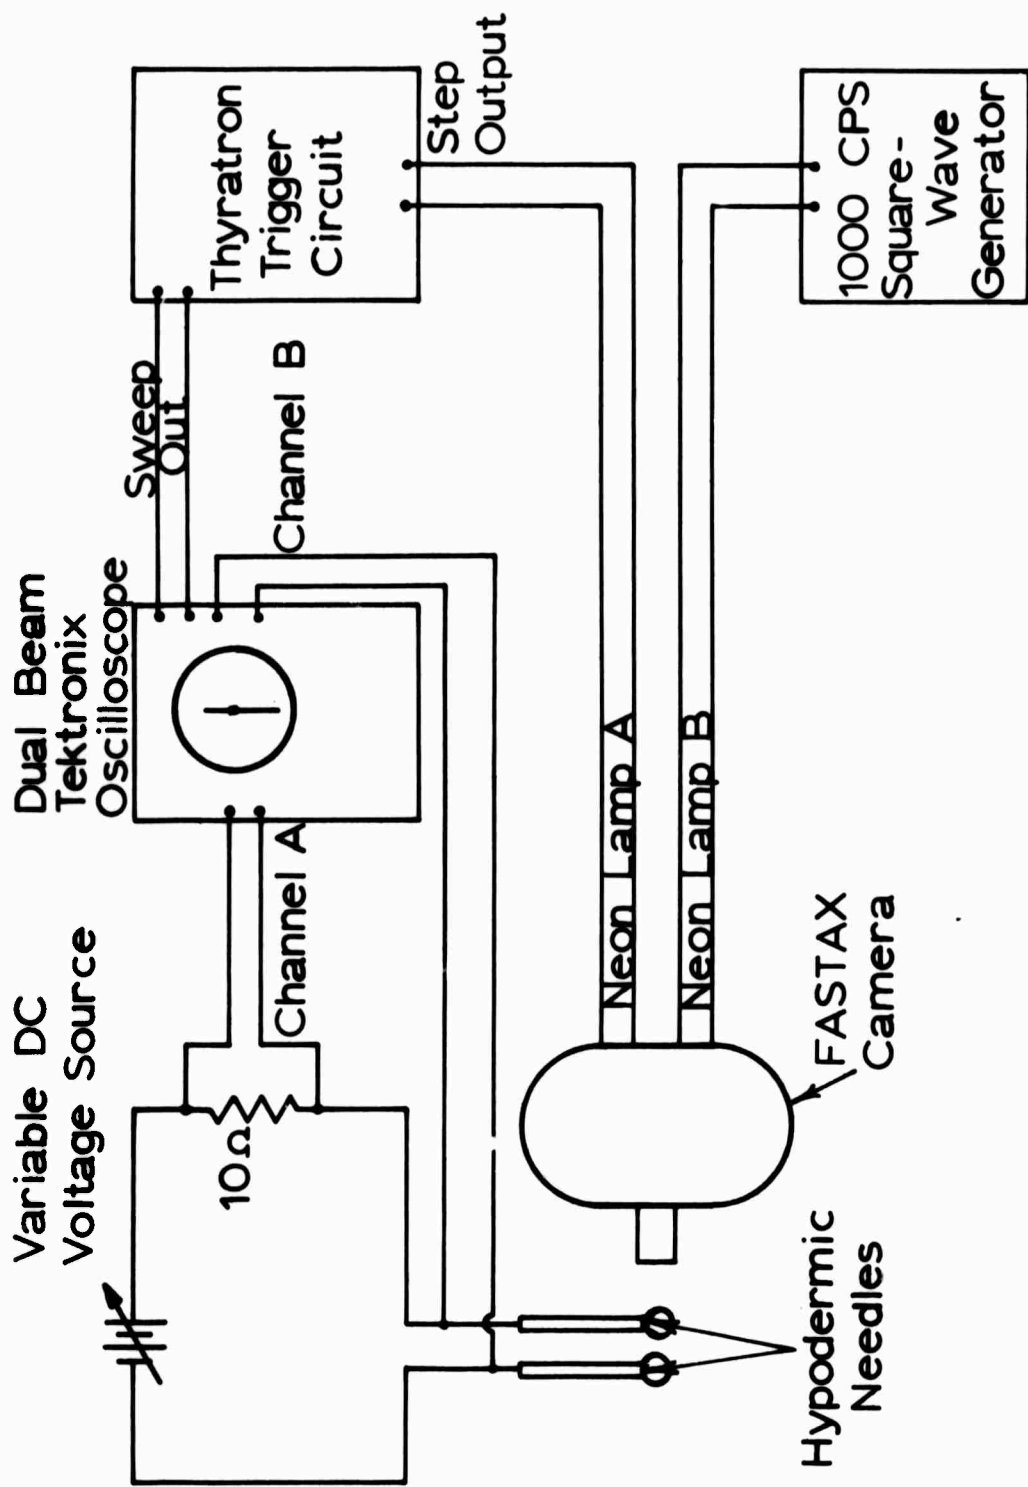 Variable DC
Voltage Source
Dual Beam
Tektronix
Oscilloscope
Sweep
Out
Thyratron
Trigger
Circuit
Step
Output
10Ω
Channel A
Channel B
Neon Lamp A
Neon Lamp B
1000 CPS
Square-
Wave
Generator
FASTAX
Camera
Hypodermic
Needles